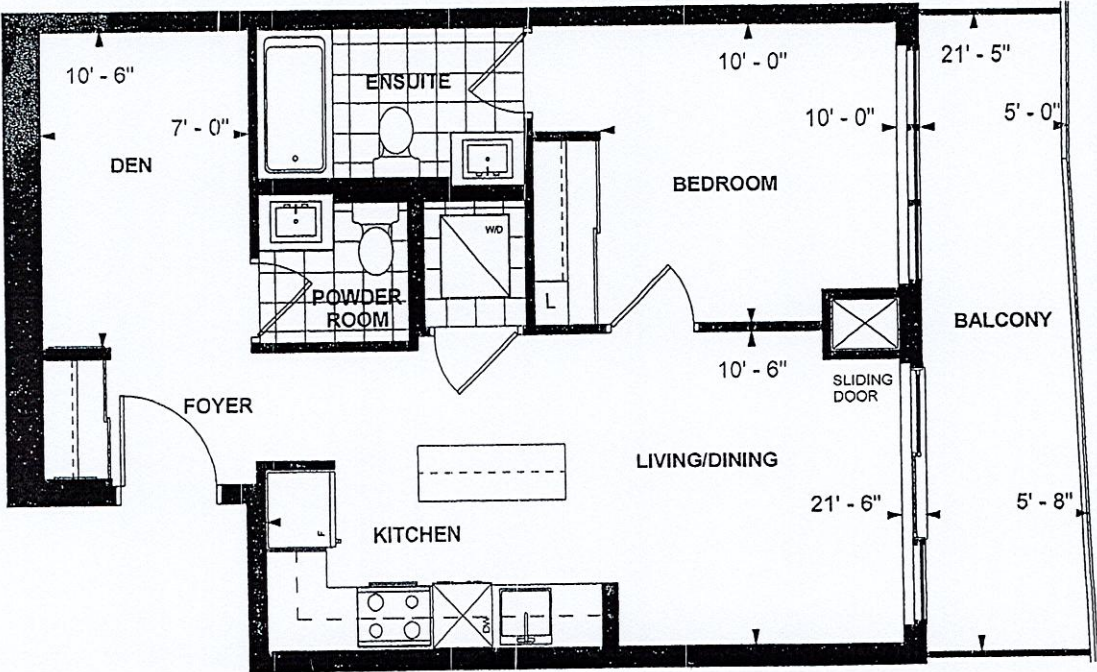 10' - 6"
10' - 0"
21' - 5"
ENSUITE
7' - 0"
10' - 0"
5' - 0"
DEN
BEDROOM
W/D
POWDER
ROOM
L
BALCONY
10' - 6"
SLIDING
DOOR
FOYER
LIVING/DINING
21' - 6"
5' - 8"
F
KITCHEN
DW